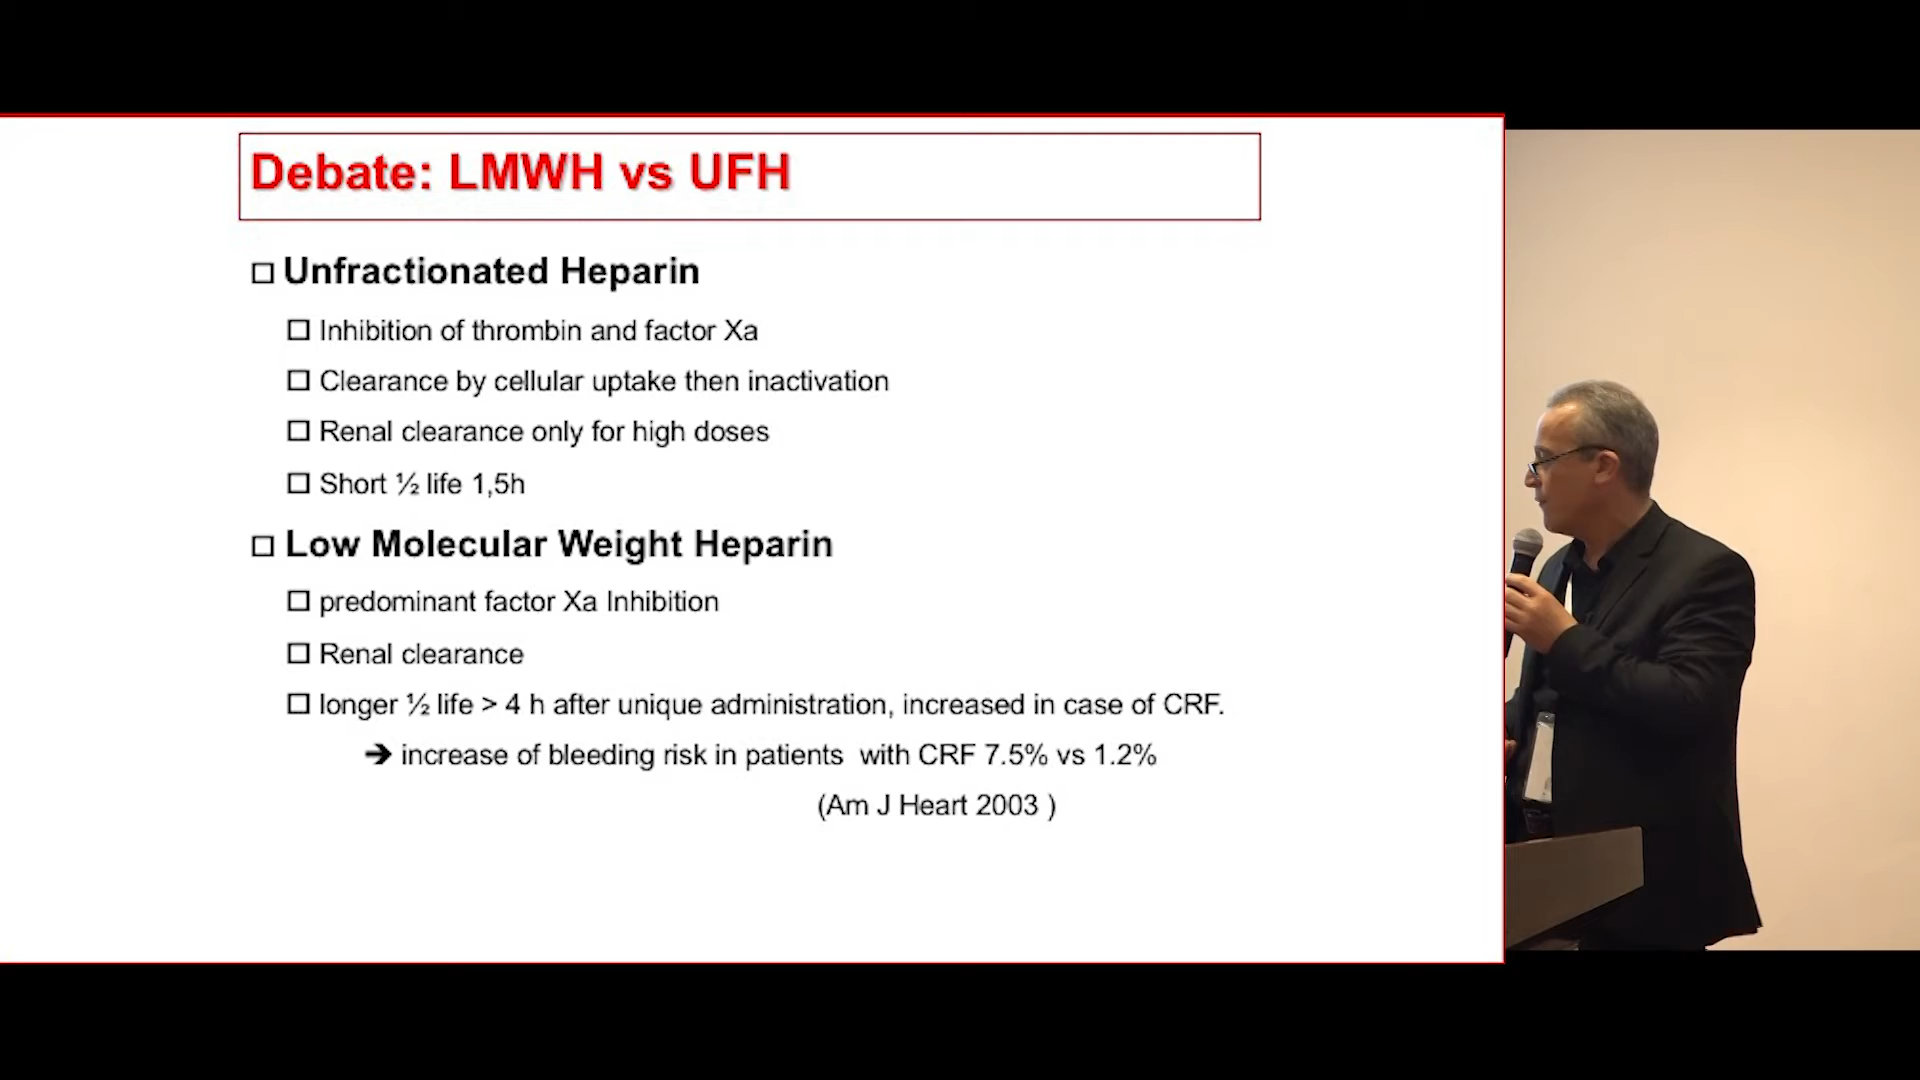 Debate: LMWH vs UFH
Unfractionated Heparin
Inhibition of thrombin and factor Xa
Clearance by cellular uptake then inactivation
Renal clearance only for high doses
Short ½ life 1,5h
Low Molecular Weight Heparin
predominant factor Xa Inhibition
Renal clearance
longer ½ life > 4 h after unique administration, increased in case of CRF.
➔ increase of bleeding risk in patients with CRF 7.5% vs 1.2%
(Am J Heart 2003 )